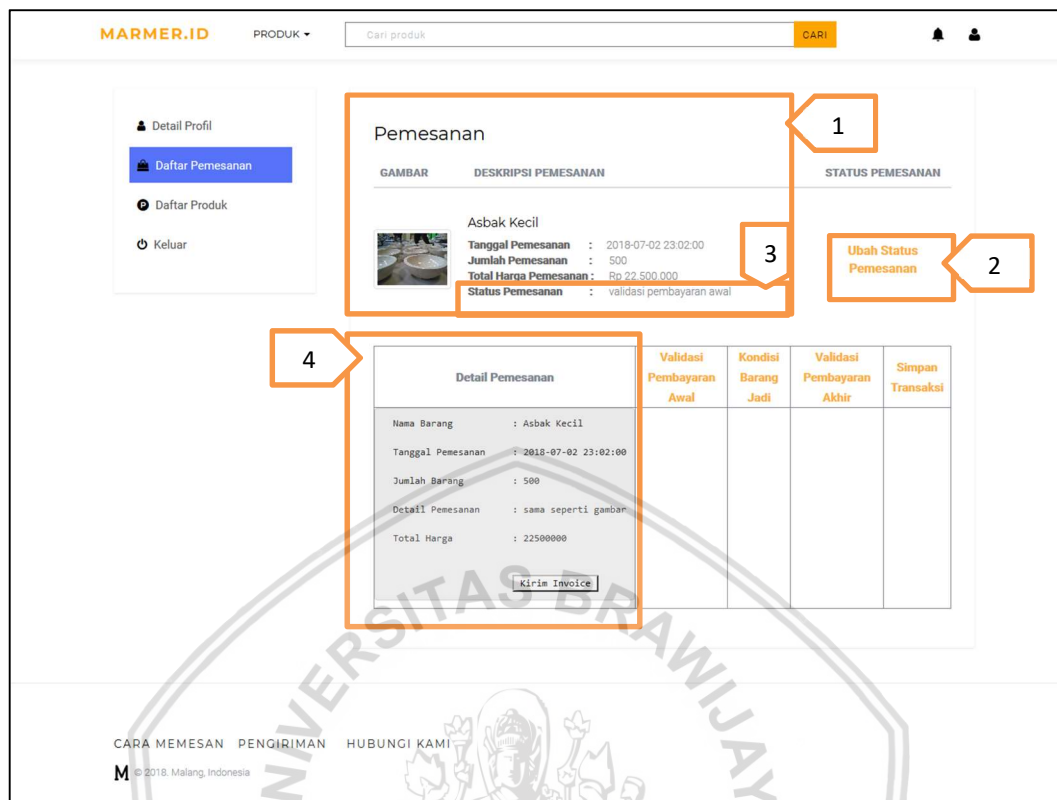 MARMER.ID PRODUK Cari produk CARI
Detail Profil
Daftar Pemesanan
Daftar Produk
Keluar
Pemesanan
1
GAMBAR DESKRIPSI PEMESANAN STATUS PEMESANAN
Asbak Kecil
Tanggal Pemesanan : 2018-07-02 23:02:00
Jumlah Pemesanan : 500
Total Harga Pemesanan : Rp 22.500.000
Status Pemesanan : validasi pembayaran awal
3
Ubah Status
Pemesanan
2
4
Detail Pemesanan
Validasi
Pembayaran
Awal
Kondisi
Barang
Jadi
Validasi
Pembayaran
Akhir
Simpan
Transaksi
Nama Barang : Asbak Kecil
Tanggal Pemesanan : 2018-07-02 23:02:00
Jumlah Barang : 500
Detail Pemesanan : sama seperti gambar
Total Harga : 22500000
Kirim Invoice
UNIVERSITAS BRAWIJAYA
CARA MEMESAN PENGIRIMAN HUBUNGI KAMI
M © 2018. Malang, Indonesia